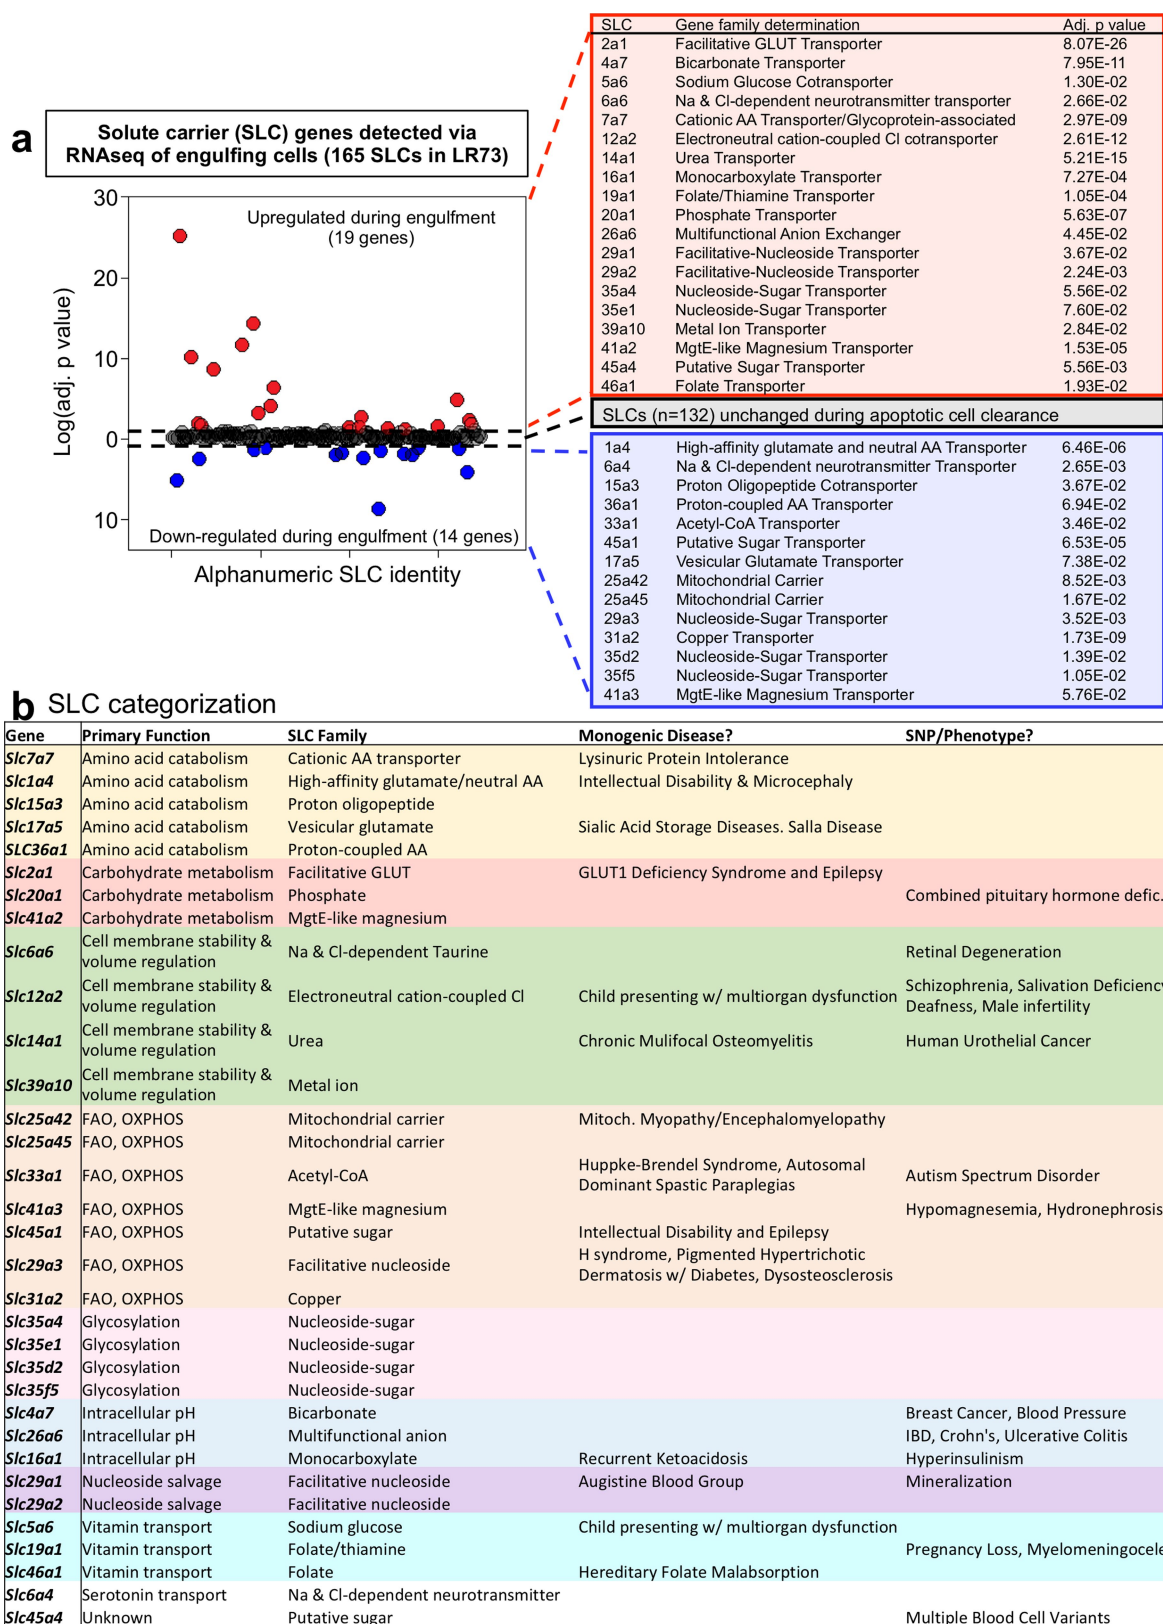 a
Solute carrier (SLC) genes detected via
RNAseq of engulfing cells (165 SLCs in LR73)
30
20
10
0
10
Log(adj. p value)
Upregulated during engulfment
(19 genes)
Down-regulated during engulfment (14 genes)
Alphanumeric SLC identity
SLC Gene family determination Adj. p value
2a1 Facilitative GLUT Transporter 8.07E-26
4a7 Bicarbonate Transporter 7.95E-11
5a6 Sodium Glucose Cotransporter 1.30E-02
6a6 Na & Cl-dependent neurotransmitter transporter 2.66E-02
7a7 Cationic AA Transporter/Glycoprotein-associated 2.97E-09
12a2 Electroneutral cation-coupled Cl cotransporter 2.61E-12
14a1 Urea Transporter 5.21E-15
16a1 Monocarboxylate Transporter 7.27E-04
19a1 Folate/Thiamine Transporter 1.05E-04
20a1 Phosphate Transporter 5.63E-07
26a6 Multifunctional Anion Exchanger 4.45E-02
29a1 Facilitative-Nucleoside Transporter 3.67E-02
29a2 Facilitative-Nucleoside Transporter 2.24E-03
35a4 Nucleoside-Sugar Transporter 5.56E-02
35e1 Nucleoside-Sugar Transporter 7.60E-02
39a10 Metal Ion Transporter 2.84E-02
41a2 MgtE-like Magnesium Transporter 1.53E-05
45a4 Putative Sugar Transporter 5.56E-03
46a1 Folate Transporter 1.93E-02
SLCs (n=132) unchanged during apoptotic cell clearance
1a4 High-affinity glutamate and neutral AA Transporter 6.46E-06
6a4 Na & Cl-dependent neurotransmitter Transporter 2.65E-03
15a3 Proton Oligopeptide Cotransporter 3.67E-02
36a1 Proton-coupled AA Transporter 6.94E-02
33a1 Acetyl-CoA Transporter 3.46E-02
45a1 Putative Sugar Transporter 6.53E-05
17a5 Vesicular Glutamate Transporter 7.38E-02
25a42 Mitochondrial Carrier 8.52E-03
25a45 Mitochondrial Carrier 1.67E-02
29a3 Nucleoside-Sugar Transporter 3.52E-03
31a2 Copper Transporter 1.73E-09
35d2 Nucleoside-Sugar Transporter 1.39E-02
35f5 Nucleoside-Sugar Transporter 1.05E-02
41a3 MgtE-like Magnesium Transporter 5.76E-02
b SLC categorization
Gene Primary Function SLC Family Monogenic Disease? SNP/Phenotype?
Slc7a7 Amino acid catabolism Cationic AA transporter Lysinuric Protein Intolerance
Slc1a4 Amino acid catabolism High-affinity glutamate/neutral AA Intellectual Disability & Microcephaly
Slc15a3 Amino acid catabolism Proton oligopeptide
Slc17a5 Amino acid catabolism Vesicular glutamate Sialic Acid Storage Diseases. Salla Disease
SLC36a1 Amino acid catabolism Proton-coupled AA
Slc2a1 Carbohydrate metabolism Facilitative GLUT GLUT1 Deficiency Syndrome and Epilepsy
Slc20a1 Carbohydrate metabolism Phosphate Combined pituitary hormone defic.
Slc41a2 Carbohydrate metabolism MgtE-like magnesium
Slc6a6 Cell membrane stability &
volume regulation Na & Cl-dependent Taurine Retinal Degeneration
Slc12a2 Cell membrane stability &
volume regulation Electroneutral cation-coupled Cl Child presenting w/ multiorgan dysfunction Schizophrenia, Salivation Deficiency
Deafness, Male infertility
Slc14a1 Cell membrane stability &
volume regulation Urea Chronic Mulifocal Osteomyelitis Human Urothelial Cancer
Slc39a10 Cell membrane stability &
volume regulation Metal ion
Slc25a42 FAO, OXPHOS Mitochondrial carrier Mitoch. Myopathy/Encephalomyelopathy
Slc25a45 FAO, OXPHOS Mitochondrial carrier
Slc33a1 FAO, OXPHOS Acetyl-CoA Huppke-Brendel Syndrome, Autosomal
Dominant Spastic Paraplegias Autism Spectrum Disorder
Slc41a3 FAO, OXPHOS MgtE-like magnesium Hypomagnesemia, Hydronephrosis
Slc45a1 FAO, OXPHOS Putative sugar Intellectual Disability and Epilepsy
Slc29a3 FAO, OXPHOS Facilitative nucleoside H syndrome, Pigmented Hypertrichotic
Dermatosis w/ Diabetes, Dysosteosclerosis
Slc31a2 FAO, OXPHOS Copper
Slc35a4 Glycosylation Nucleoside-sugar
Slc35e1 Glycosylation Nucleoside-sugar
Slc35d2 Glycosylation Nucleoside-sugar
Slc35f5 Glycosylation Nucleoside-sugar
Slc4a7 Intracellular pH Bicarbonate Breast Cancer, Blood Pressure
Slc26a6 Intracellular pH Multifunctional anion IBD, Crohn's, Ulcerative Colitis
Slc16a1 Intracellular pH Monocarboxylate Recurrent Ketoacidosis Hyperinsulinism
Slc29a1 Nucleoside salvage Facilitative nucleoside Augistine Blood Group Mineralization
Slc29a2 Nucleoside salvage Facilitative nucleoside
Slc5a6 Vitamin transport Sodium glucose Child presenting w/ multiorgan dysfunction
Slc19a1 Vitamin transport Folate/thiamine Pregnancy Loss, Myelomeningocele
Slc46a1 Vitamin transport Folate Hereditary Folate Malabsorption
Slc6a4 Serotonin transport Na & Cl-dependent neurotransmitter
Slc45a4 Unknown Putative sugar Multiple Blood Cell Variants